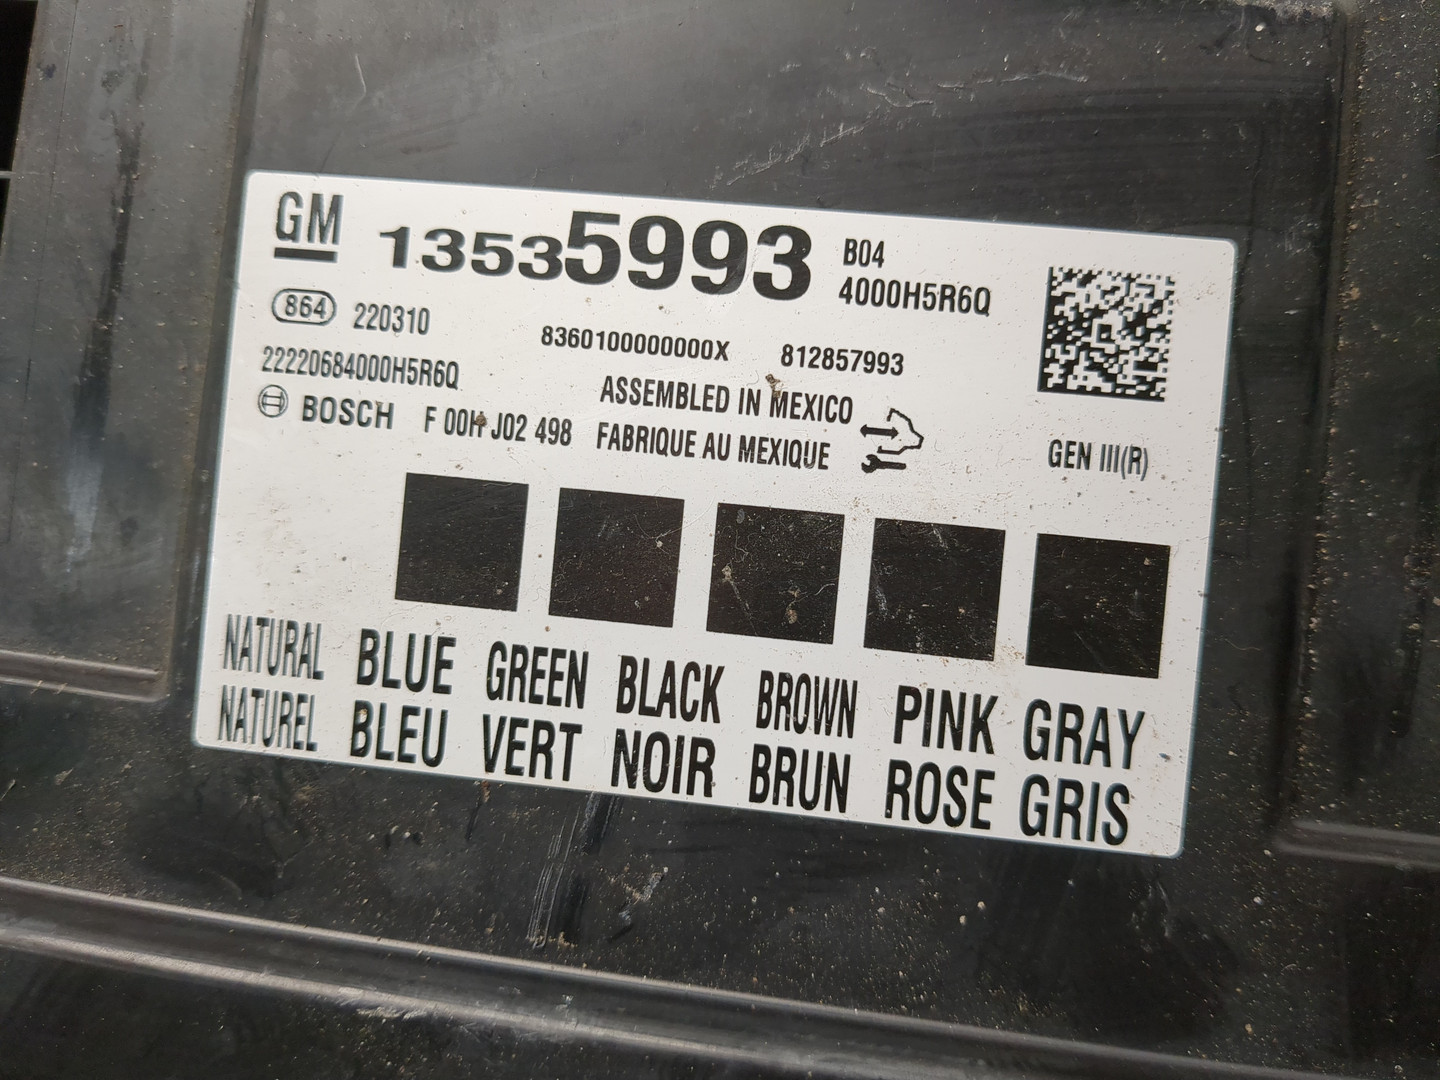 GM 13535993 B04
4000H5R6Q
864 220310
8360100000000X 812857993
22220684000H5R6Q
ASSEMBLED IN MEXICO
BOSCH F 00H J02 498 FABRIQUE AU MEXIQUE
GEN III(R)
NATURAL BLUE GREEN BLACK BROWN PINK GRAY
NATUREL BLEU VERT NOIR BRUN ROSE GRIS